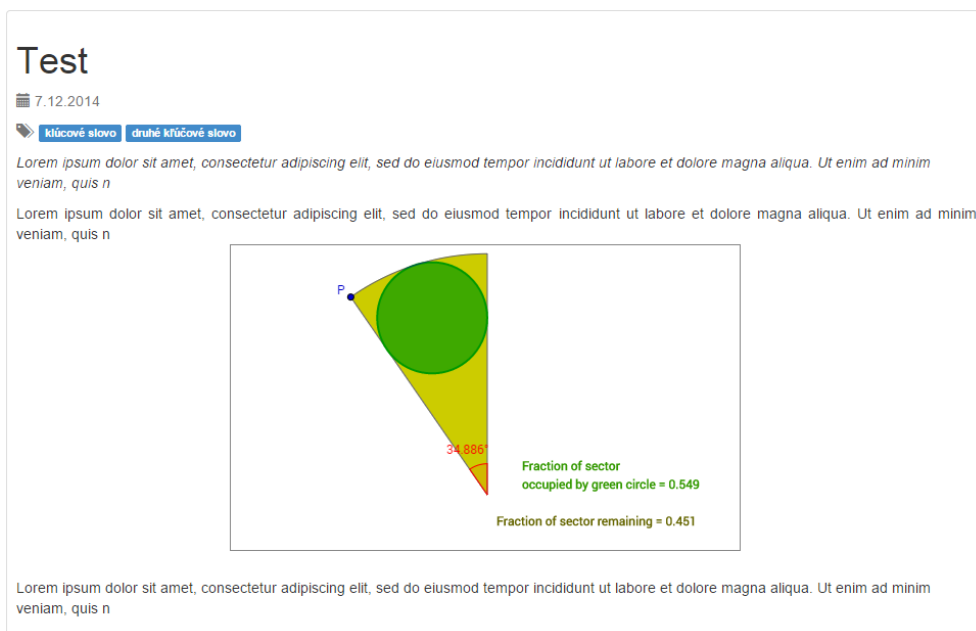 Test
7.12.2014
klúcové slovo druhé kľúčové slovo
Lorem ipsum dolor sit amet, consectetur adipiscing elit, sed do eiusmod tempor incididunt ut labore et dolore magna aliqua. Ut enim ad minim
veniam, quis n
Lorem ipsum dolor sit amet, consectetur adipiscing elit, sed do eiusmod tempor incididunt ut labore et dolore magna aliqua. Ut enim ad minim
veniam, quis n
P
34.886°
Fraction of sector
occupied by green circle = 0.549
Fraction of sector remaining = 0.451
Lorem ipsum dolor sit amet, consectetur adipiscing elit, sed do eiusmod tempor incididunt ut labore et dolore magna aliqua. Ut enim ad minim
veniam, quis n